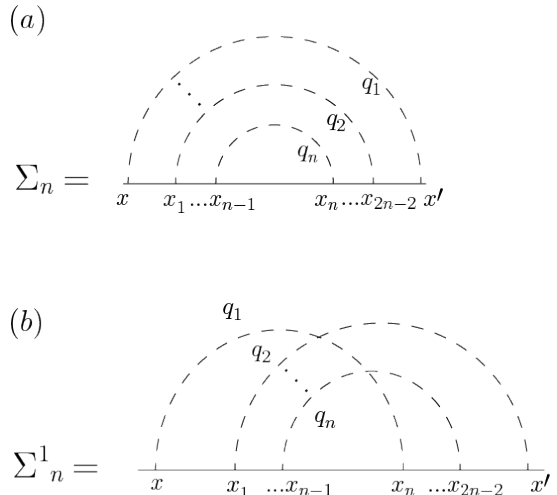 (a)
q₁
q₂
qₙ
Σₙ =
x x₁ ...xₙ₋₁ xₙ ...x₂ₙ₋₂ x′
(b)
q₁
q₂
qₙ
Σ¹ₙ =
x x₁ ...xₙ₋₁ xₙ ...x₂ₙ₋₂ x′